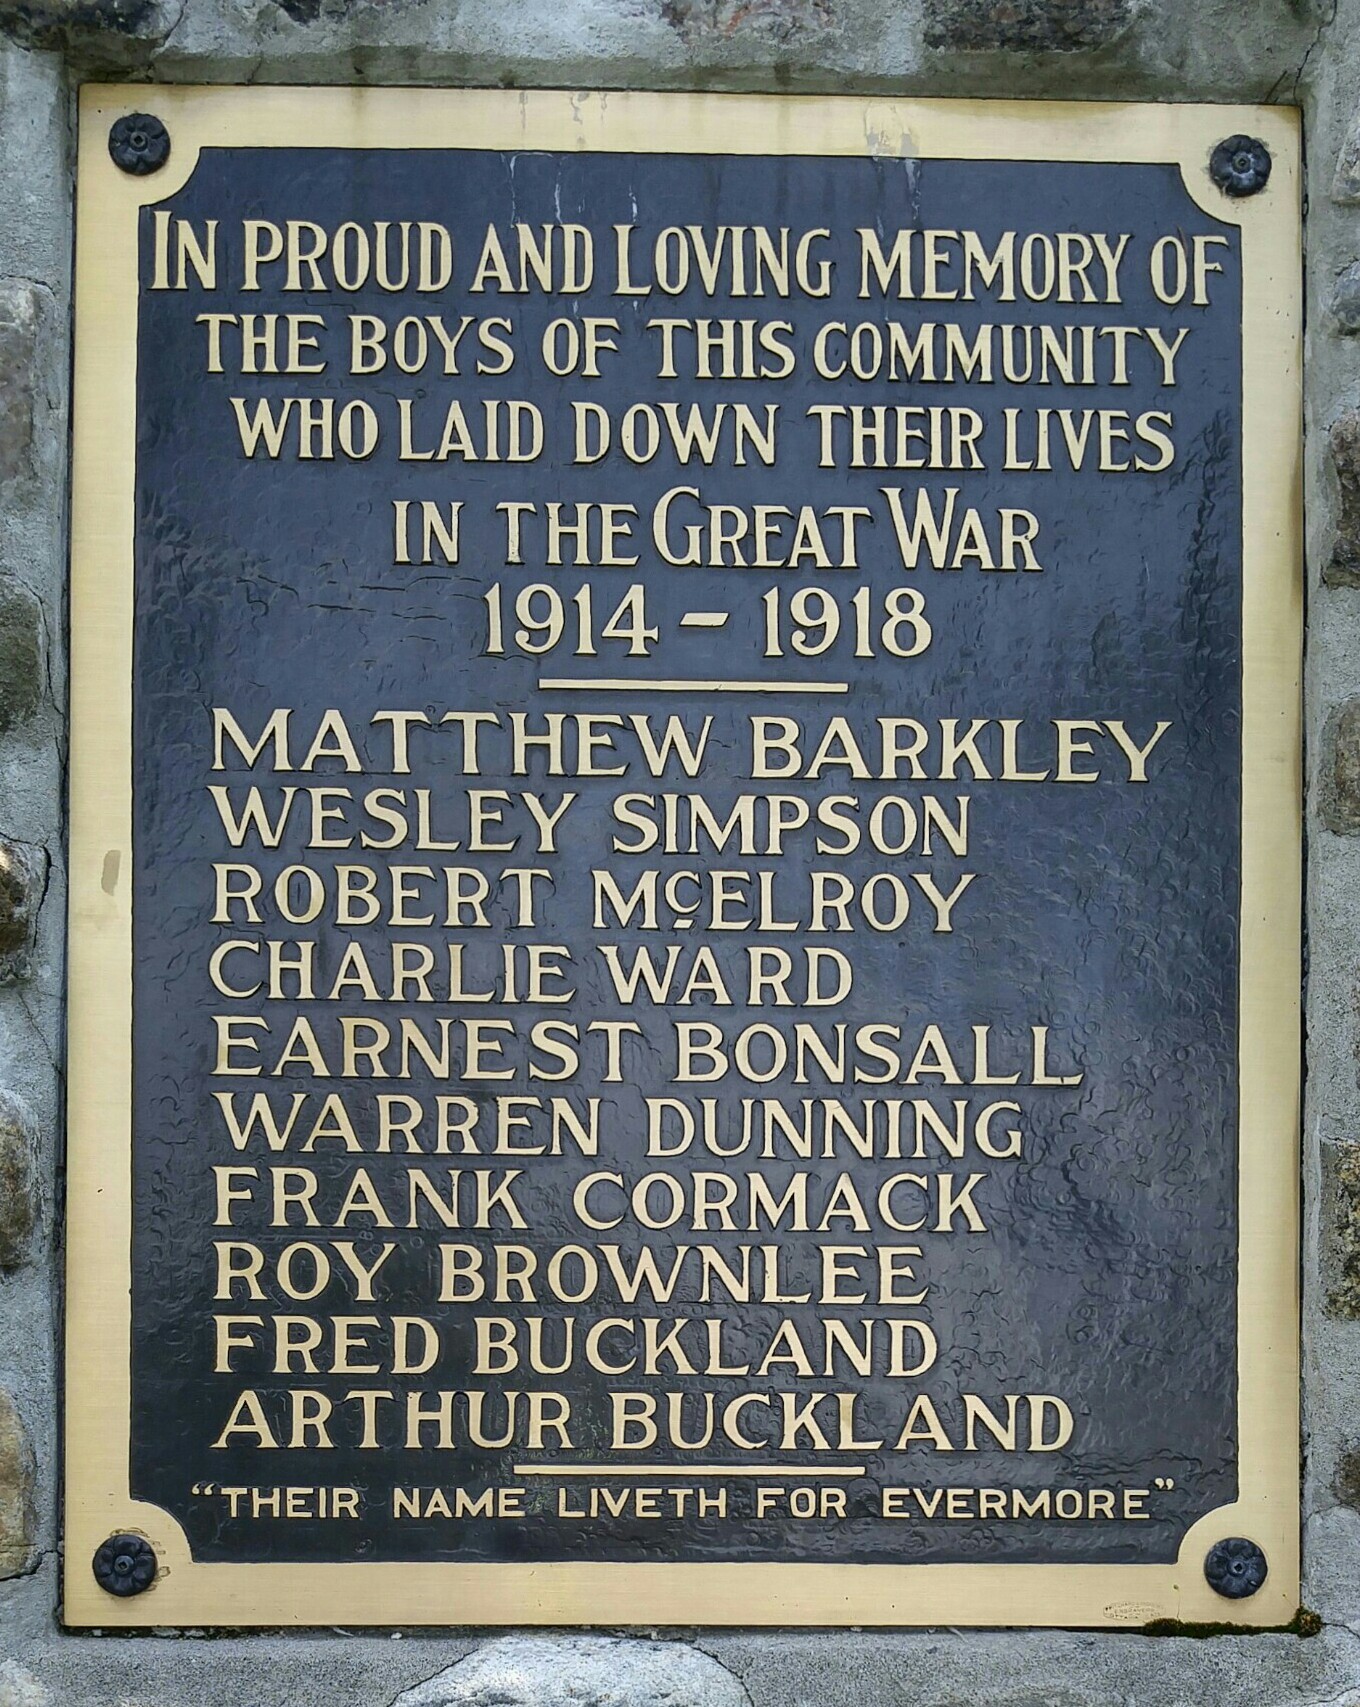 IN PROUD AND LOVING MEMORY OF
THE BOYS OF THIS COMMUNITY
WHO LAID DOWN THEIR LIVES
IN THE GREAT WAR
1914 – 1918
MATTHEW BARKLEY
WESLEY SIMPSON
ROBERT McELROY
CHARLIE WARD
EARNEST BONSALL
WARREN DUNNING
FRANK CORMACK
ROY BROWNLEE
FRED BUCKLAND
ARTHUR BUCKLAND
“THEIR NAME LIVETH FOR EVERMORE”